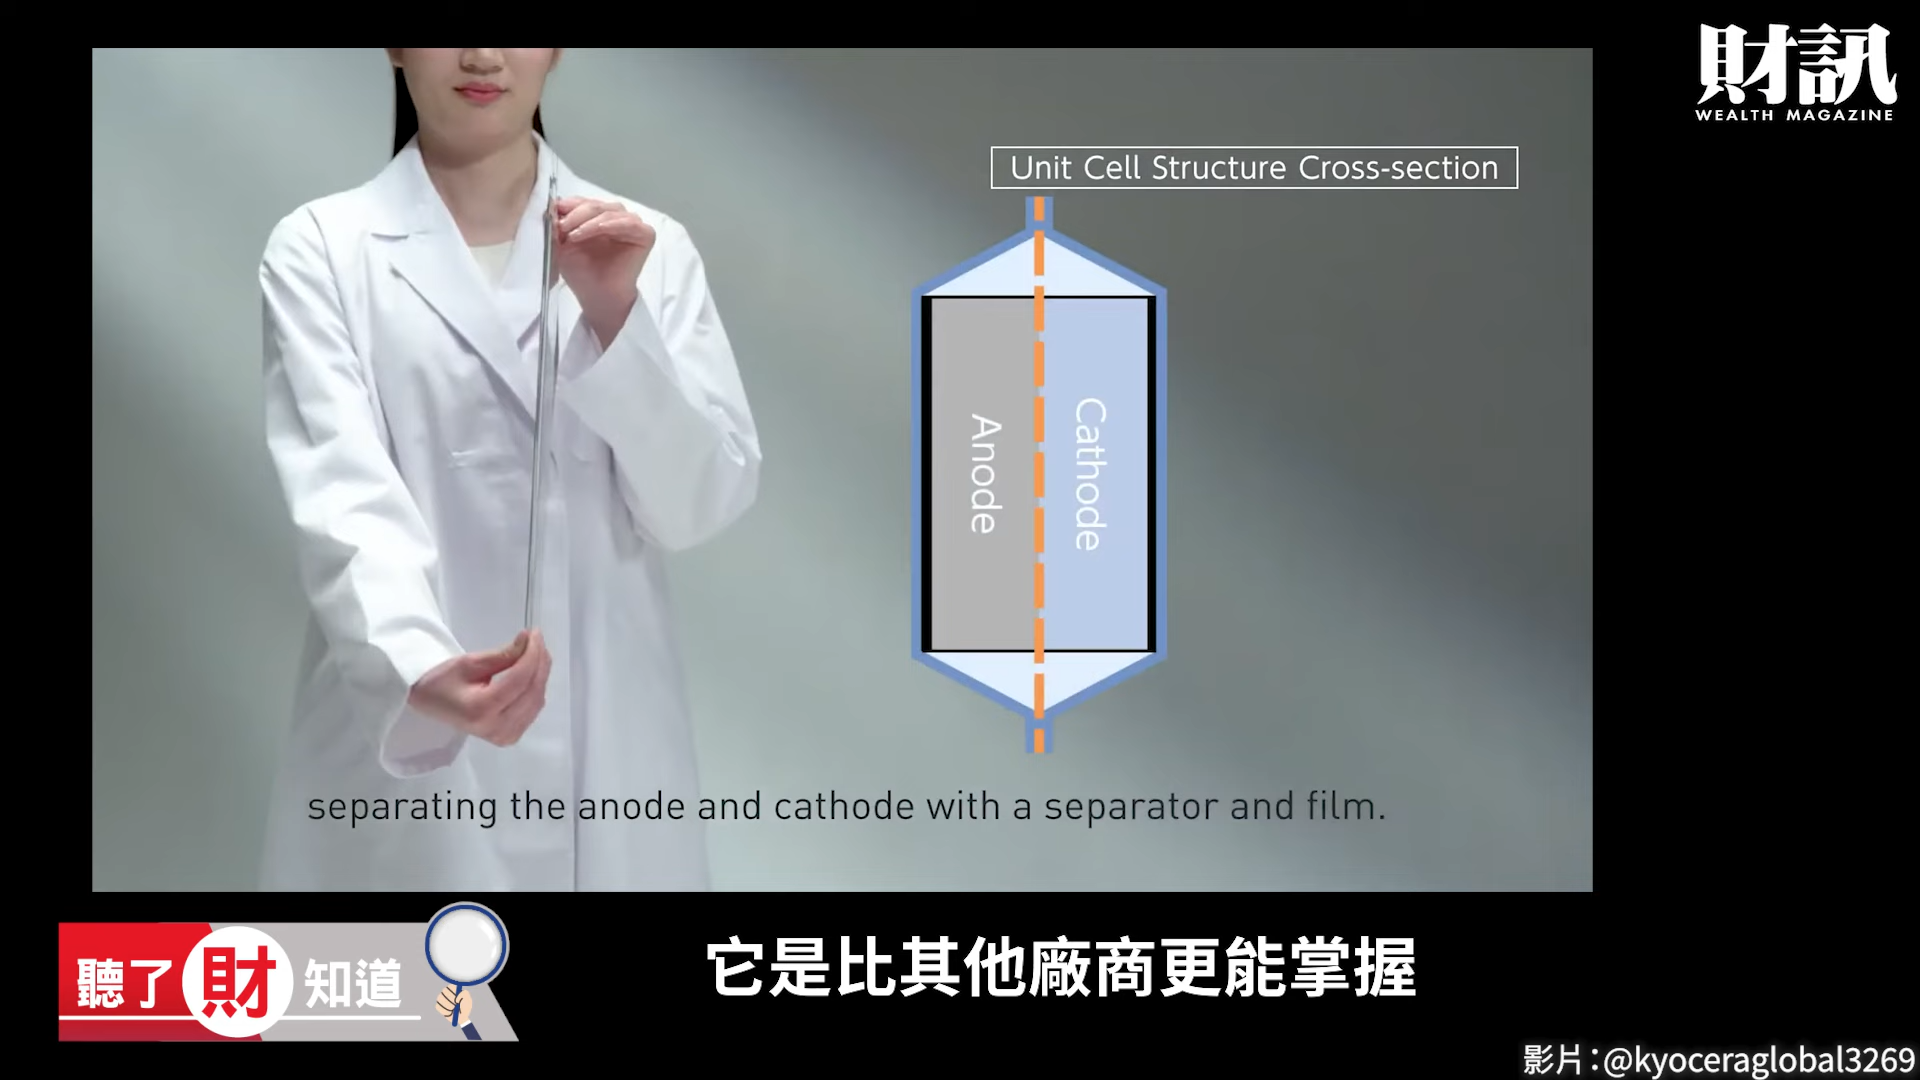 財訊
WEALTH MAGAZINE
Unit Cell Structure Cross-section
Anode
Cathode
separating the anode and cathode with a separator and film.
聽了財知道
它是比其他廠商更能掌握
影片:@kyoceraglobal3269